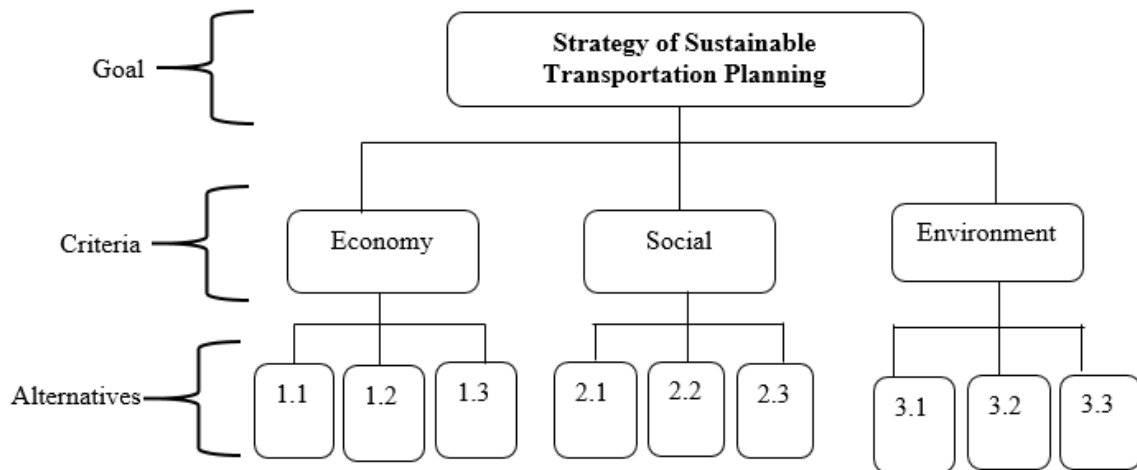 Goal
Strategy of Sustainable
Transportation Planning
Criteria
Economy
Social
Environment
Alternatives
1.1
1.2
1.3
2.1
2.2
2.3
3.1
3.2
3.3